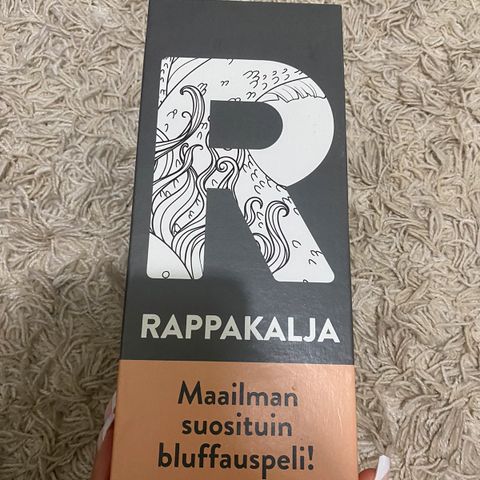 R
RAPPAKALJA
Maailman
suosituin
bluffauspeli!